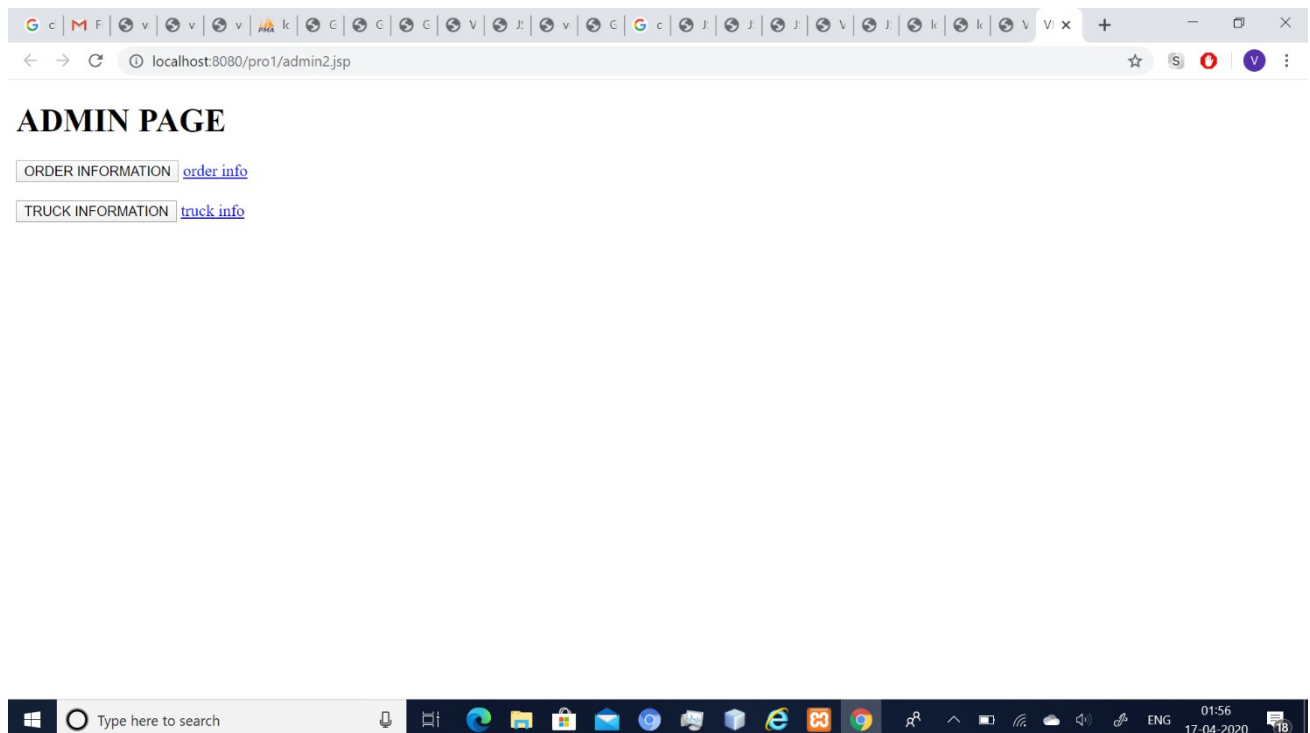 localhost:8080/pro1/admin2.jsp
ADMIN PAGE
ORDER INFORMATION order info
TRUCK INFORMATION truck info
Type here to search
ENG
01:56
17-04-2020
18